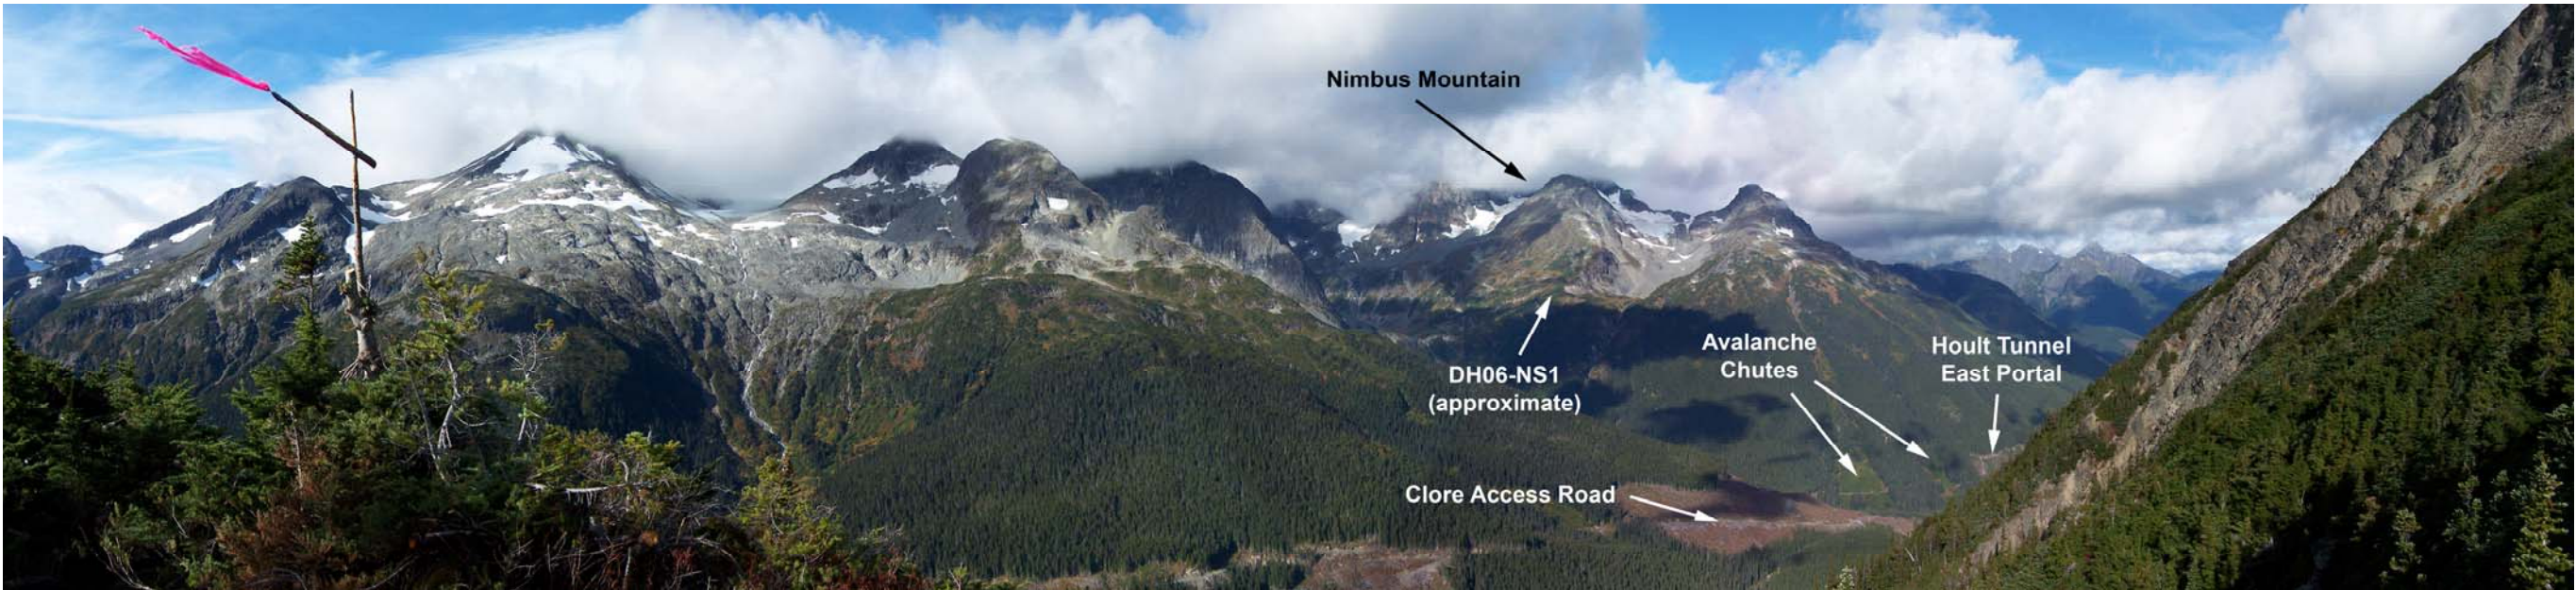 Nimbus Mountain
DH06-NS1
(approximate)
Avalanche
Chutes
Hoult Tunnel
East Portal
Clore Access Road